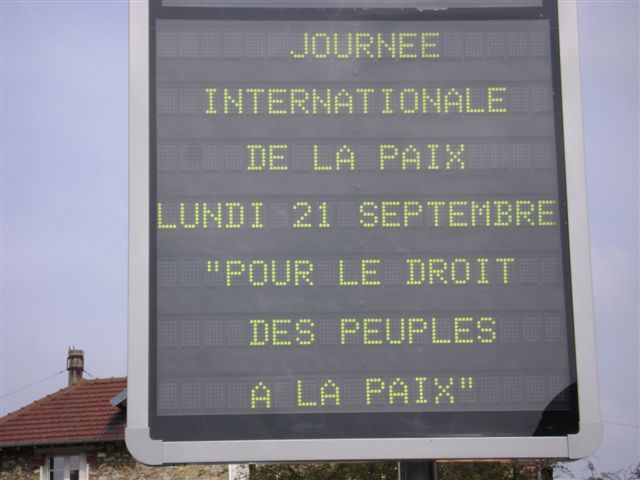 JOURNEE
INTERNATIONALE
DE LA PAIX
LUNDI 21 SEPTEMBRE
"POUR LE DROIT
DES PEUPLES
A LA PAIX"